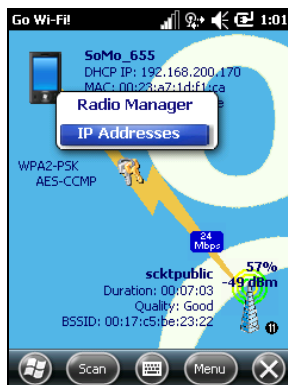 Go Wi-Fi!
1:01
SoMo_655
DHCP IP: 192.168.200.170
MAC: 00:23:a7:1d:f1:ca
Radio Manager
IP Addresses
WPA2-PSK
AES-CCMP
24
Mbps
57%
-49 dBm
scktpublic
Duration: 00:07:03
Quality: Good
BSSID: 00:17:c5:be:23:22
11
Scan
Menu